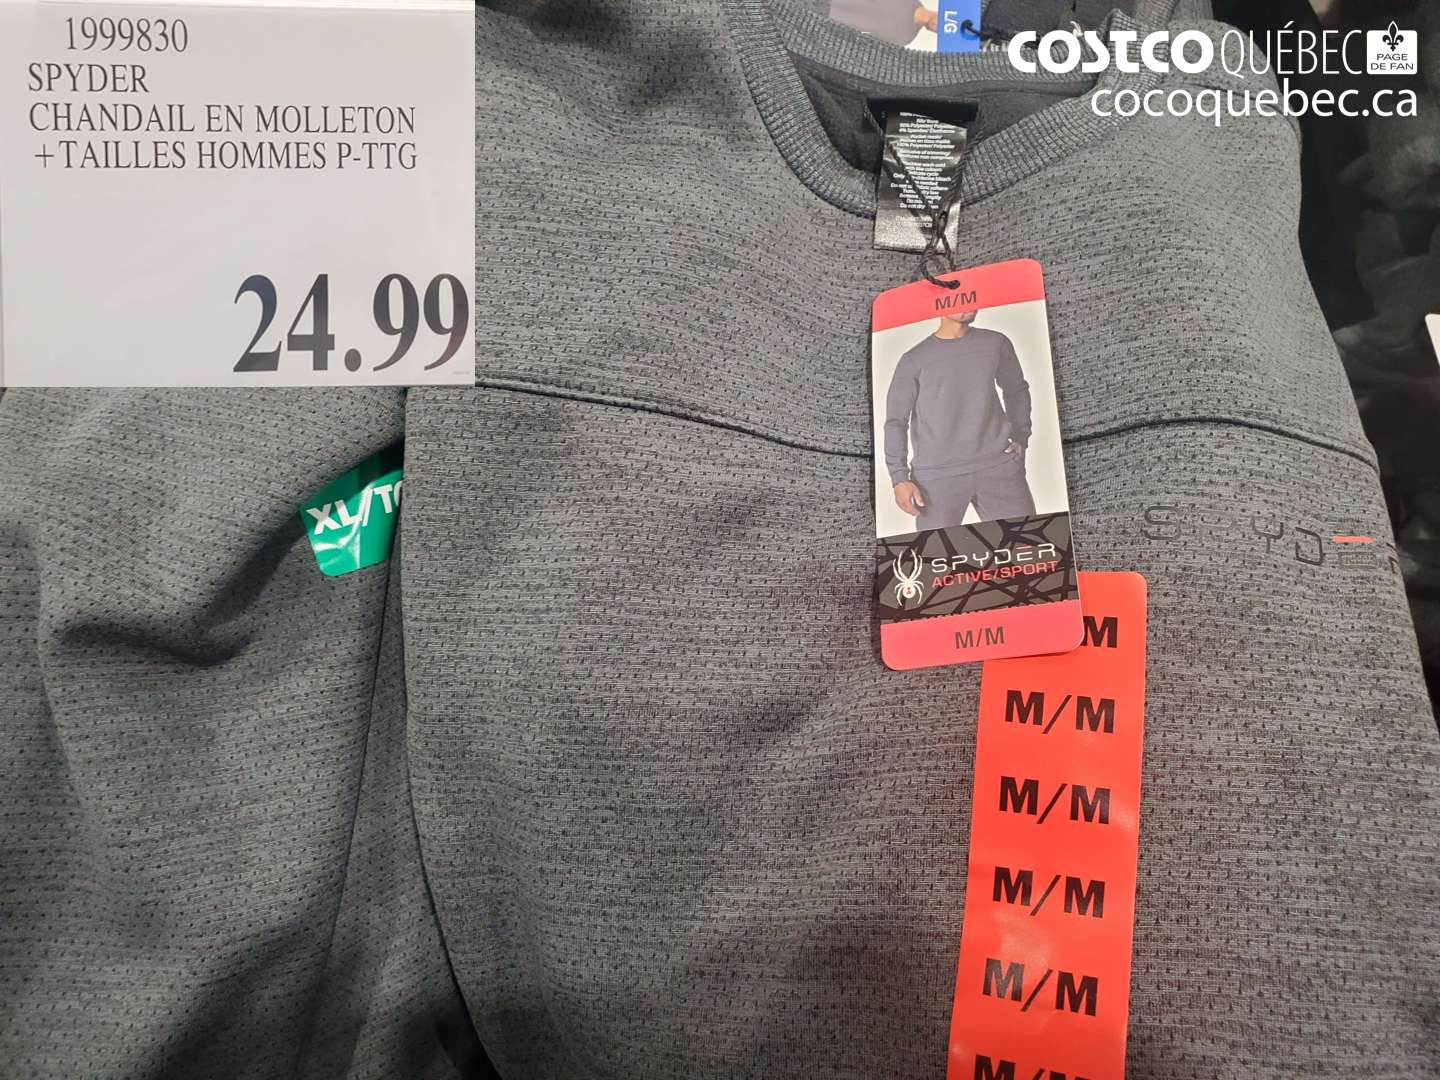 1999830
SPYDER
CHANDAIL EN MOLLETON
+TAILLES HOMMES P-TTG
24.99
COSTCO QUÉBEC PAGE DE FAN
cocoquebec.ca
L/G
M/M
SPYDER
ACTIVE/SPORT
M/M
XL/TG
SPYDER
M
M/M
M/M
M/M
M/M
M/M